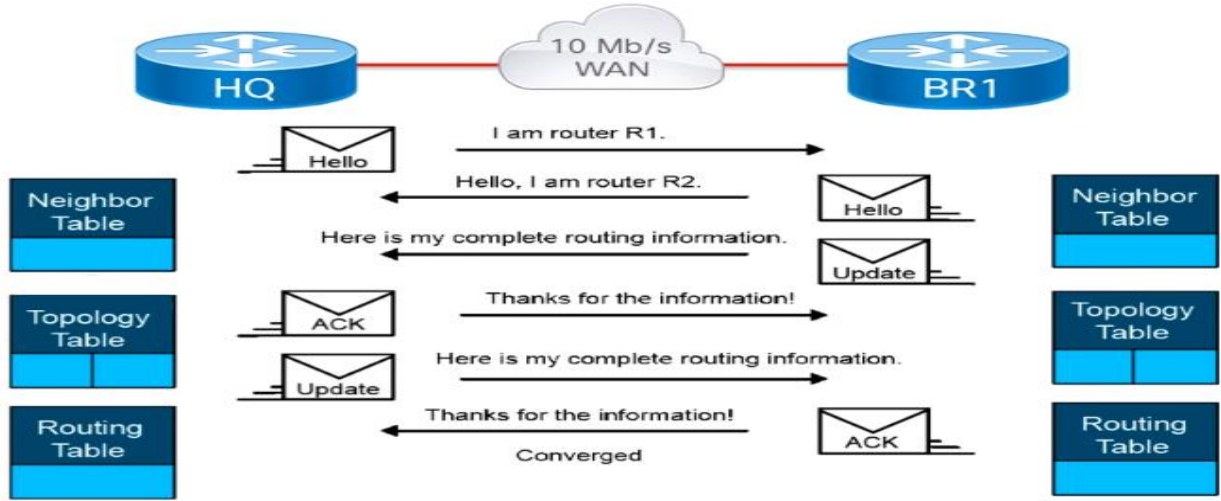 10 Mb/s
WAN
HQ
BR1
I am router R1.
Hello
Hello, I am router R2.
Hello
Neighbor
Table
Neighbor
Table
Here is my complete routing information.
Update
Thanks for the information!
ACK
Topology
Table
Topology
Table
Here is my complete routing information.
Update
Thanks for the information!
ACK
Routing
Table
Routing
Table
Converged